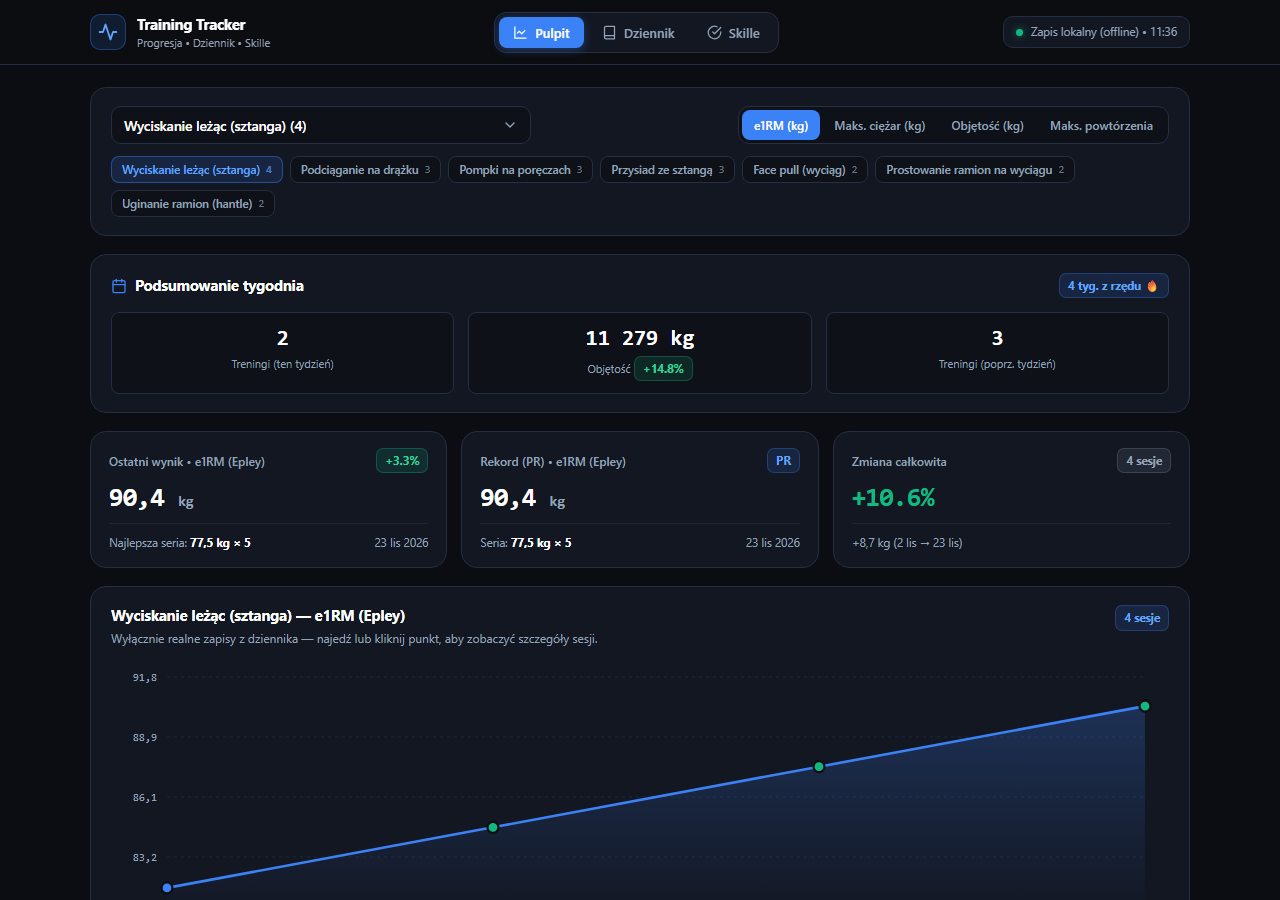 Training Tracker
Progresja • Dziennik • Skille
Pulpit
Dziennik
Skille
Zapis lokalny (offline) • 11:36
Wyciskanie leżąc (sztanga) (4)
e1RM (kg)
Maks. ciężar (kg)
Objętość (kg)
Maks. powtórzenia
Wyciskanie leżąc (sztanga) 4
Podciąganie na drążku 3
Pompki na poręczach 3
Przysiad ze sztangą 3
Face pull (wyciąg) 2
Prostowanie ramion na wyciągu 2
Uginanie ramion (hantle) 2
Podsumowanie tygodnia
4 tyg. z rzędu 🔥
2
Treningi (ten tydzień)
11 279 kg
Objętość +14.8%
3
Treningi (poprz. tydzień)
Ostatni wynik • e1RM (Epley)
+3.3%
90,4 kg
Najlepsza seria: 77,5 kg × 5
23 lis 2026
Rekord (PR) • e1RM (Epley)
PR
90,4 kg
Seria: 77,5 kg × 5
23 lis 2026
Zmiana całkowita
4 sesje
+10.6%
+8,7 kg (2 lis → 23 lis)
Wyciskanie leżąc (sztanga) — e1RM (Epley)
4 sesje
Wyłącznie realne zapisy z dziennika — najedź lub kliknij punkt, aby zobaczyć szczegóły sesji.
91,8
88,9
86,1
83,2